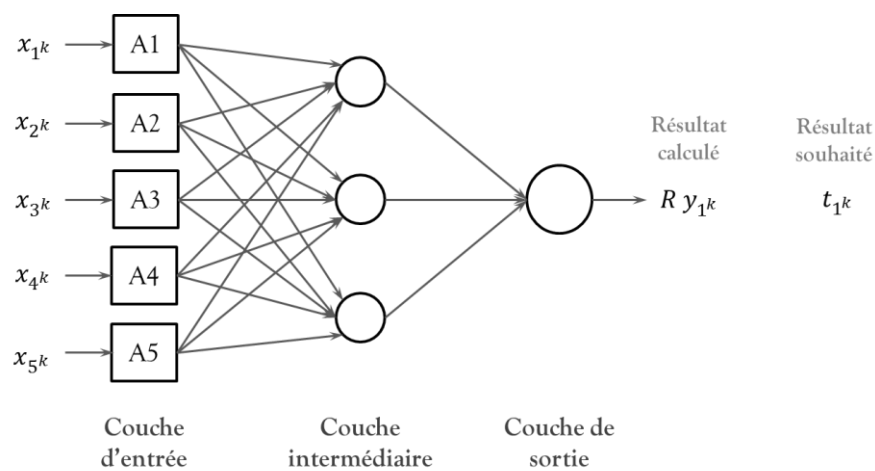 x₁ᵏ A1
x₂ᵏ A2
x₃ᵏ A3
x₄ᵏ A4
x₅ᵏ A5
Résultat
calculé
R y₁ᵏ
Résultat
souhaité
t₁ᵏ
Couche
d'entrée
Couche
intermédiaire
Couche de
sortie